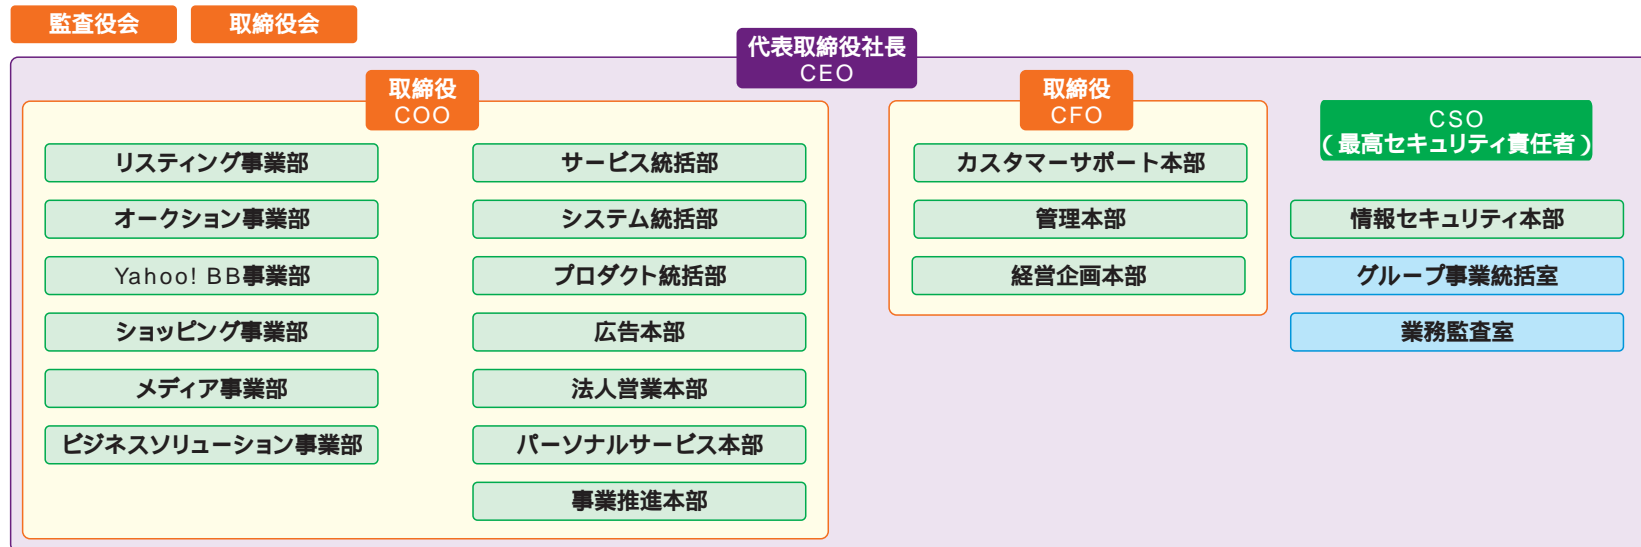 監査役会
取締役会
代表取締役社長
CEO
取締役
COO
リスティング事業部
オークション事業部
Yahoo! BB事業部
ショッピング事業部
メディア事業部
ビジネスソリューション事業部
サービス統括部
システム統括部
プロダクト統括部
広告本部
法人営業本部
パーソナルサービス本部
事業推進本部
取締役
CFO
カスタマーサポート本部
管理本部
経営企画本部
CSO
(最高セキュリティ責任者)
情報セキュリティ本部
グループ事業統括室
業務監査室